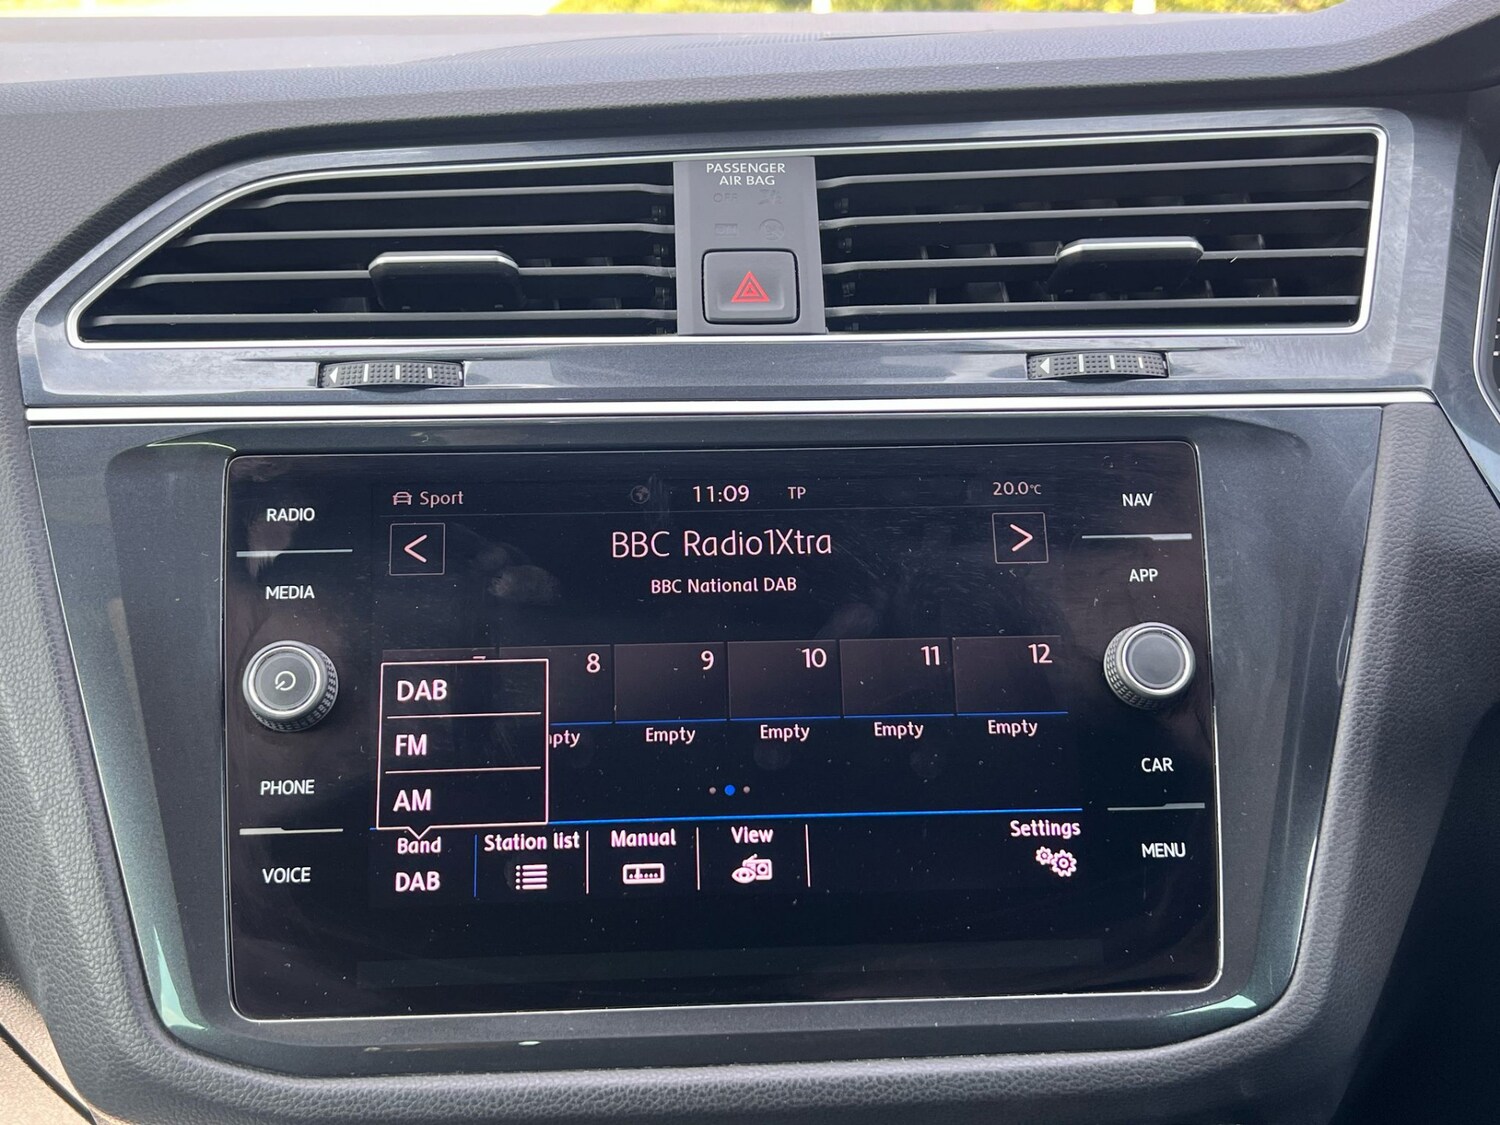 PASSENGER
AIR BAG
OFF
RADIO
MEDIA
PHONE
VOICE
Sport
11:09
TP
20.0°C
<
BBC Radio1Xtra
>
BBC National DAB
8
9
10
11
12
Empty
Empty
Empty
Empty
DAB
FM
AM
Band
DAB
Station list
Manual
View
Settings
NAV
APP
CAR
MENU